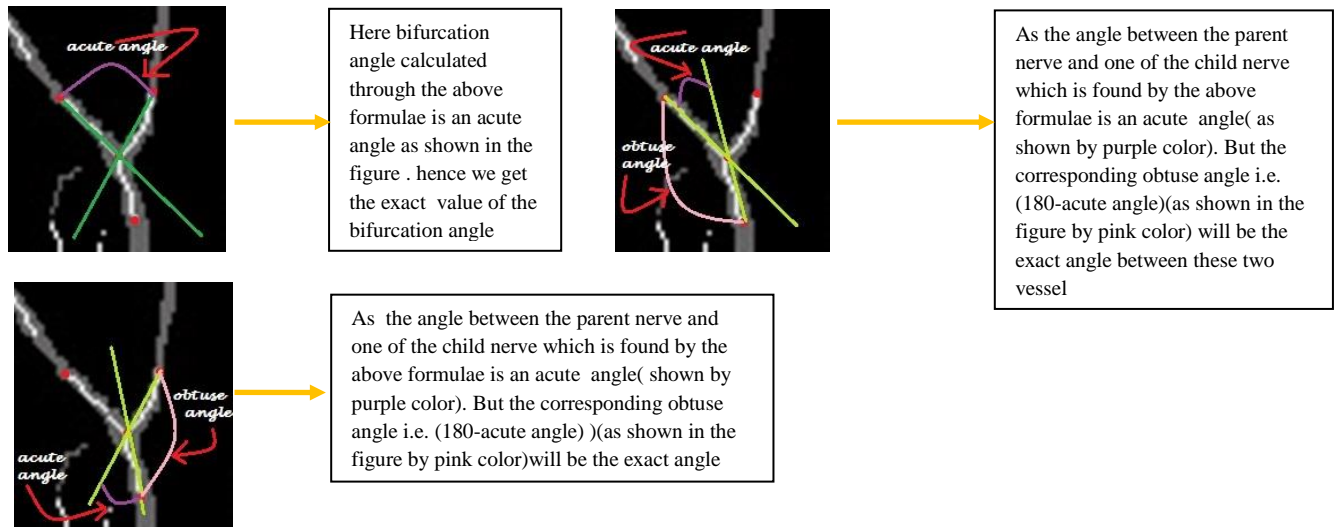 acute angle
Here bifurcation
angle calculated
through the above
formulae is an acute
angle as shown in the
figure . hence we get
the exact value of the
bifurcation angle
acute angle
obtuse
angle
As the angle between the parent
nerve and one of the child nerve
which is found by the above
formulae is an acute angle( as
shown by purple color). But the
corresponding obtuse angle i.e.
(180-acute angle)(as shown in the
figure by pink color) will be the
exact angle between these two
vessel
obtuse
angle
acute
angle
As the angle between the parent nerve and
one of the child nerve which is found by the
above formulae is an acute angle( shown by
purple color). But the corresponding obtuse
angle i.e. (180-acute angle) )(as shown in the
figure by pink color)will be the exact angle